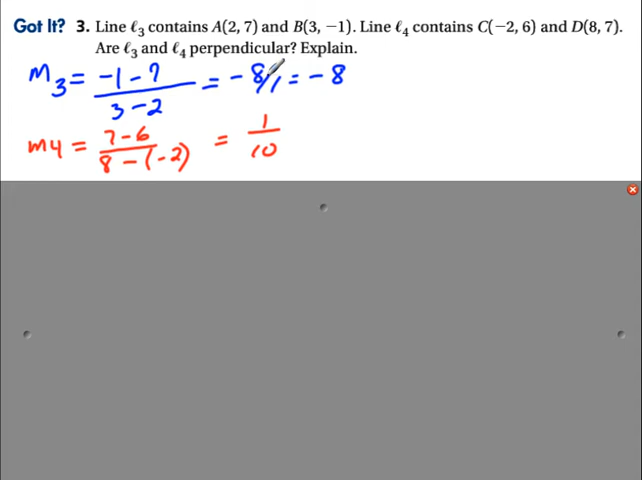 Got It? 3. Line ℓ₃ contains A(2, 7) and B(3, −1). Line ℓ₄ contains C(−2, 6) and D(8, 7).
Are ℓ₃ and ℓ₄ perpendicular? Explain.
m₃ = (-1 - 7)/(3 - 2) = -8/1 = -8
m4 = (7 - 6)/(8 - (-2)) = 1/10